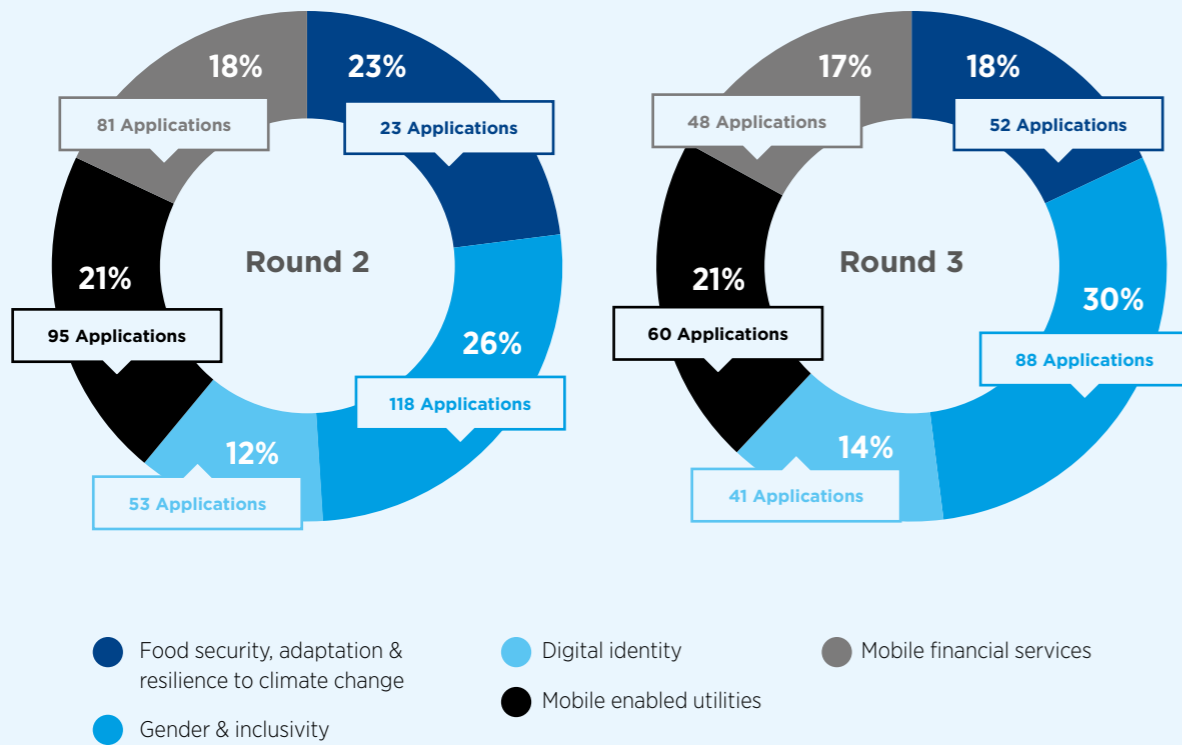 18%
23%
81 Applications
23 Applications
Round 2
21%
95 Applications
26%
118 Applications
12%
53 Applications
17%
18%
48 Applications
52 Applications
Round 3
21%
60 Applications
30%
88 Applications
14%
41 Applications
Food security, adaptation &
resilience to climate change
Gender & inclusivity
Digital identity
Mobile enabled utilities
Mobile financial services